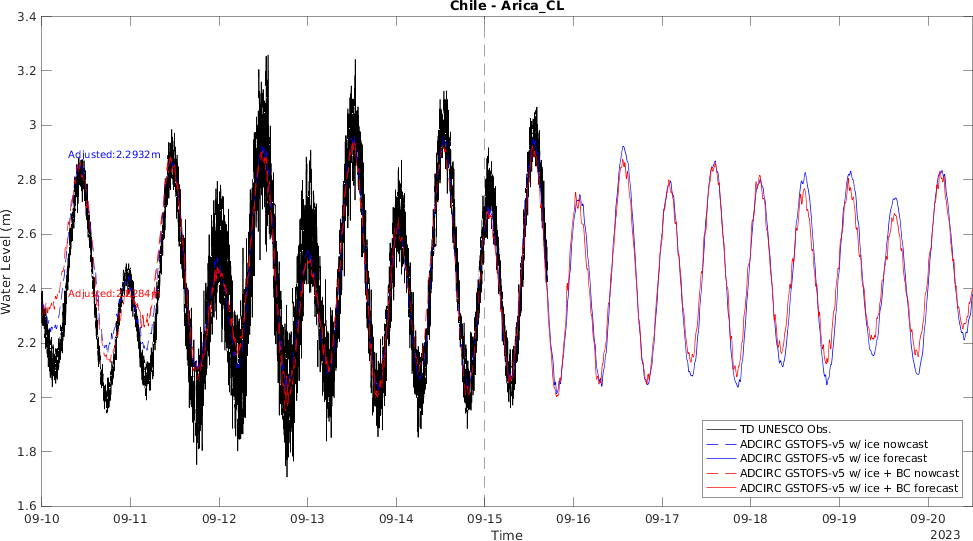 Chile - Arica_CL
3.4
3.2
3
2.8
2.6
2.4
2.2
2
1.8
1.6
Water Level (m)
Adjusted:2.2932m
TD UNESCO Obs.
ADCIRC GSTOFS-v5 w/ ice nowcast
ADCIRC GSTOFS-v5 w/ ice forecast
ADCIRC GSTOFS-v5 w/ ice + BC nowcast
ADCIRC GSTOFS-v5 w/ ice + BC forecast
09-10 09-11 09-12 09-13 09-14 09-15 09-16 09-17 09-18 09-19 09-20
Time
2023